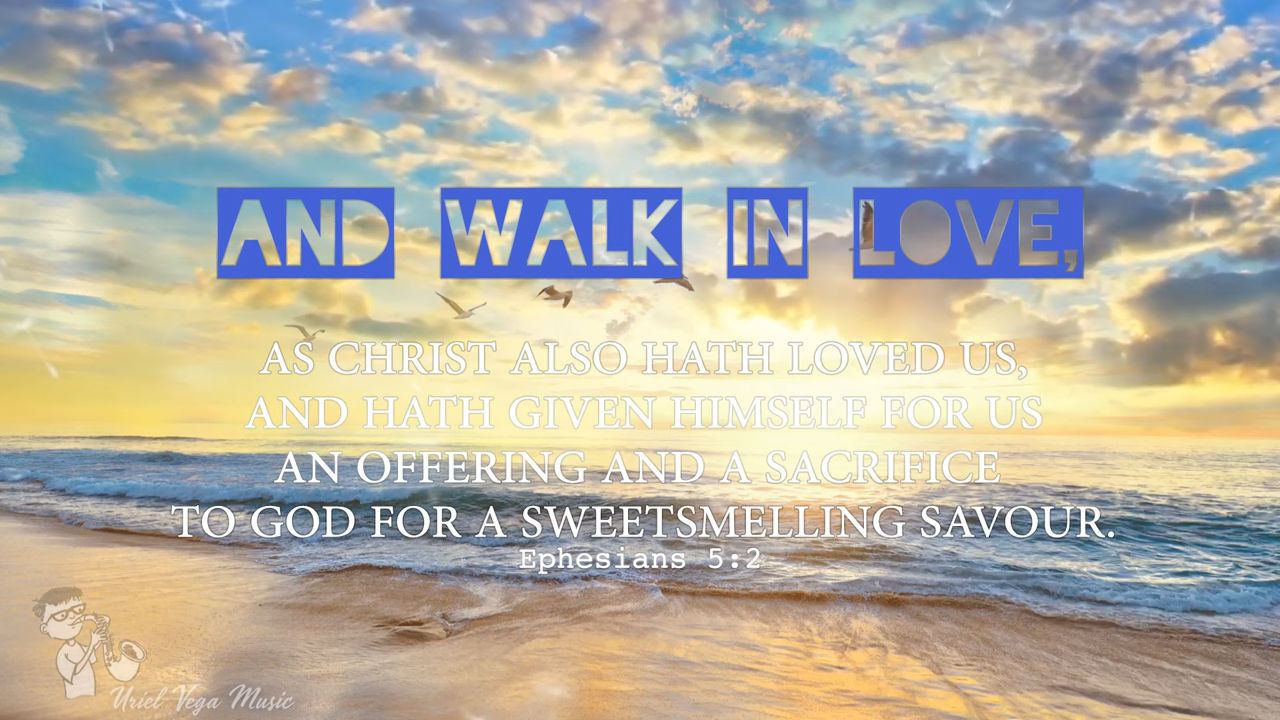 AND WALK IN LOVE,
AS CHRIST ALSO HATH LOVED US,
AND HATH GIVEN HIMSELF FOR US
AN OFFERING AND A SACRIFICE
TO GOD FOR A SWEETSMELLING SAVOUR.
Ephesians 5:2
Uriel Vega Music